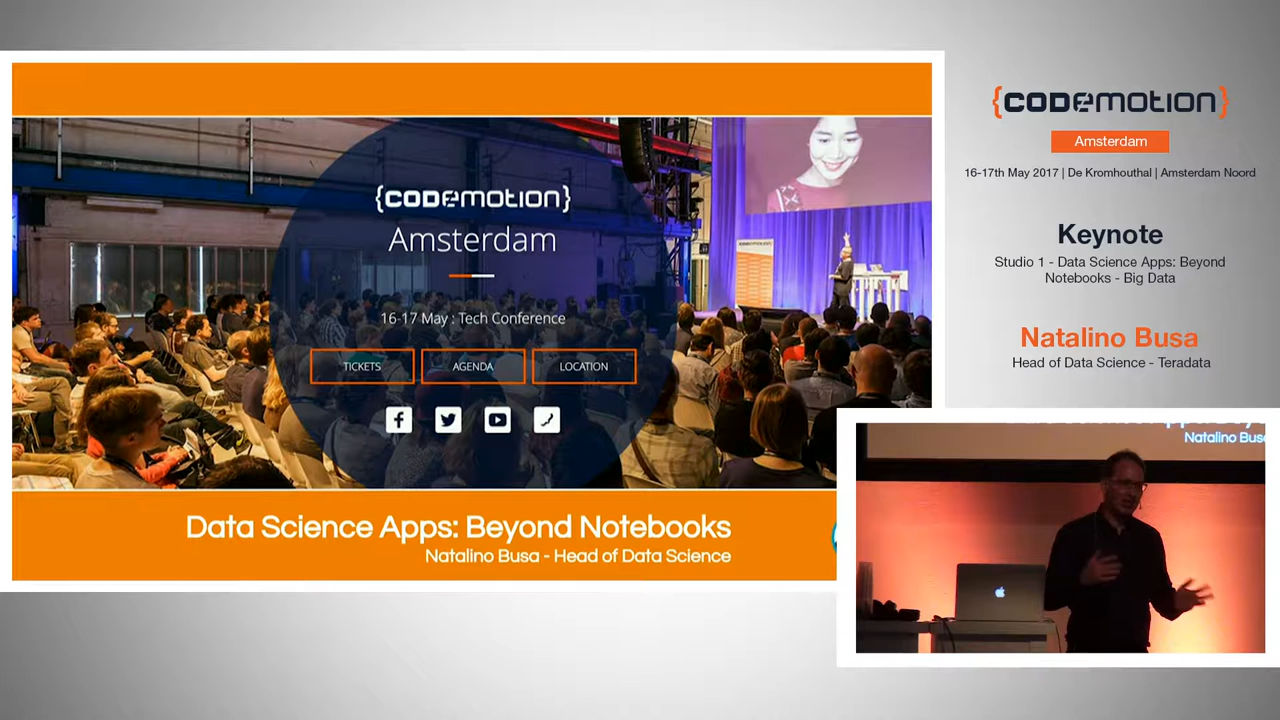 {CODEMOTION}
Amsterdam
16-17 May : Tech Conference
TICKETS
AGENDA
LOCATION
Data Science Apps: Beyond Notebooks
Natalino Busa - Head of Data Science
{CODEMOTION}
Amsterdam
16-17th May 2017 | De Kromhouthal | Amsterdam Noord
Keynote
Studio 1 - Data Science Apps: Beyond
Notebooks - Big Data
Natalino Busa
Head of Data Science - Teradata
Natalino Busa